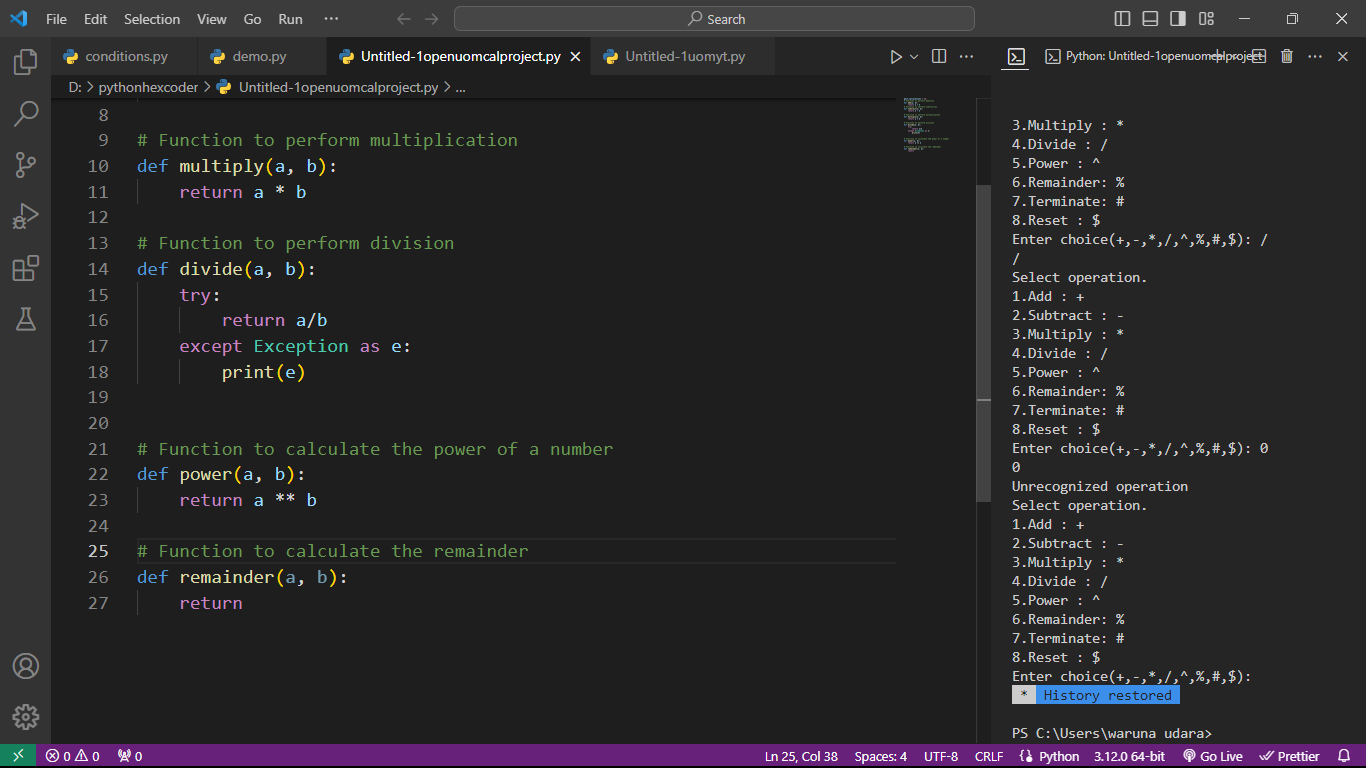 File Edit Selection View Go Run ··· Search
conditions.py demo.py Untitled-1openuomcalproject.py Untitled-1uomyt.py
D: > pythonhexcoder > Untitled-1openuomcalproject.py > ...
8
9 # Function to perform multiplication
10 def multiply(a, b):
11 return a * b
12
13 # Function to perform division
14 def divide(a, b):
15 try:
16 return a/b
17 except Exception as e:
18 print(e)
19
20
21 # Function to calculate the power of a number
22 def power(a, b):
23 return a ** b
24
25 # Function to calculate the remainder
26 def remainder(a, b):
27 return
Python: Untitled-1openuomcalproject
3.Multiply : *
4.Divide : /
5.Power : ^
6.Remainder: %
7.Terminate: #
8.Reset : $
Enter choice(+,-,*,/,^,%,#,$): /
/
Select operation.
1.Add : +
2.Subtract : -
3.Multiply : *
4.Divide : /
5.Power : ^
6.Remainder: %
7.Terminate: #
8.Reset : $
Enter choice(+,-,*,/,^,%,#,$): 0
0
Unrecognized operation
Select operation.
1.Add : +
2.Subtract : -
3.Multiply : *
4.Divide : /
5.Power : ^
6.Remainder: %
7.Terminate: #
8.Reset : $
Enter choice(+,-,*,/,^,%,#,$):
* History restored
PS C:\Users\waruna udara>
0 0 0 Ln 25, Col 38 Spaces: 4 UTF-8 CRLF Python 3.12.0 64-bit Go Live Prettier